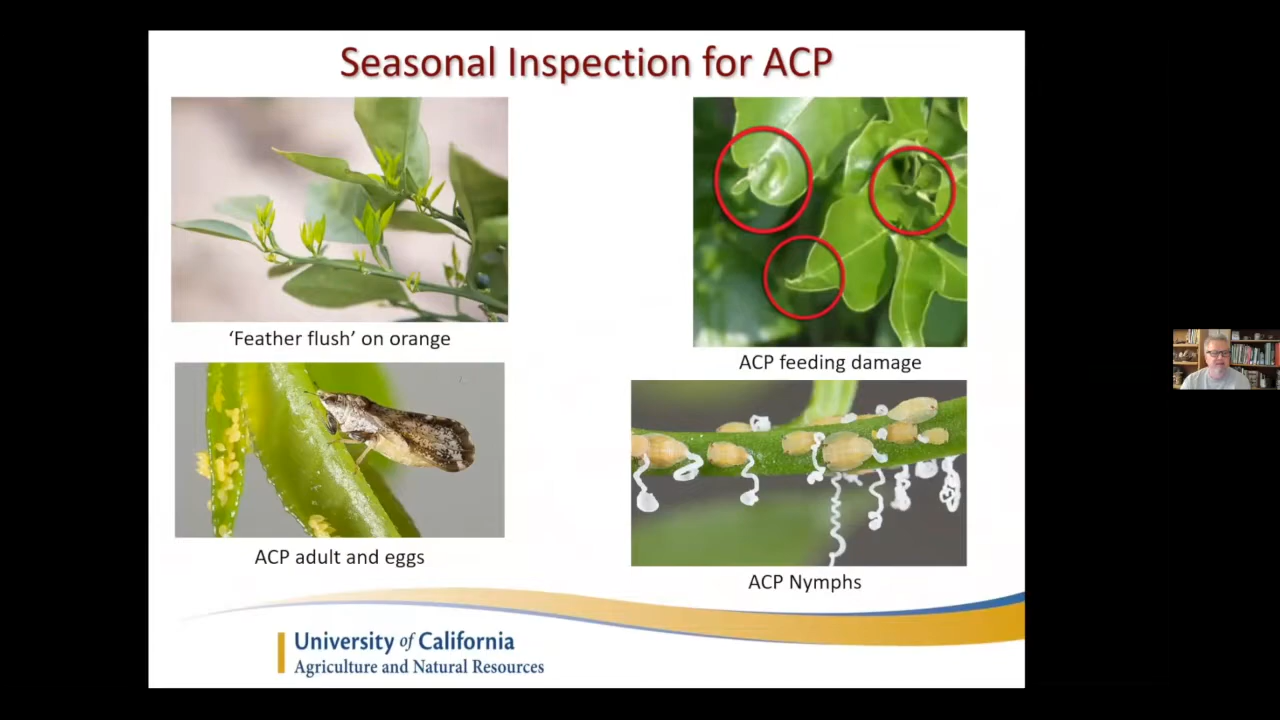 Seasonal Inspection for ACP
‘Feather flush’ on orange
ACP feeding damage
ACP adult and eggs
ACP Nymphs
University of California
Agriculture and Natural Resources